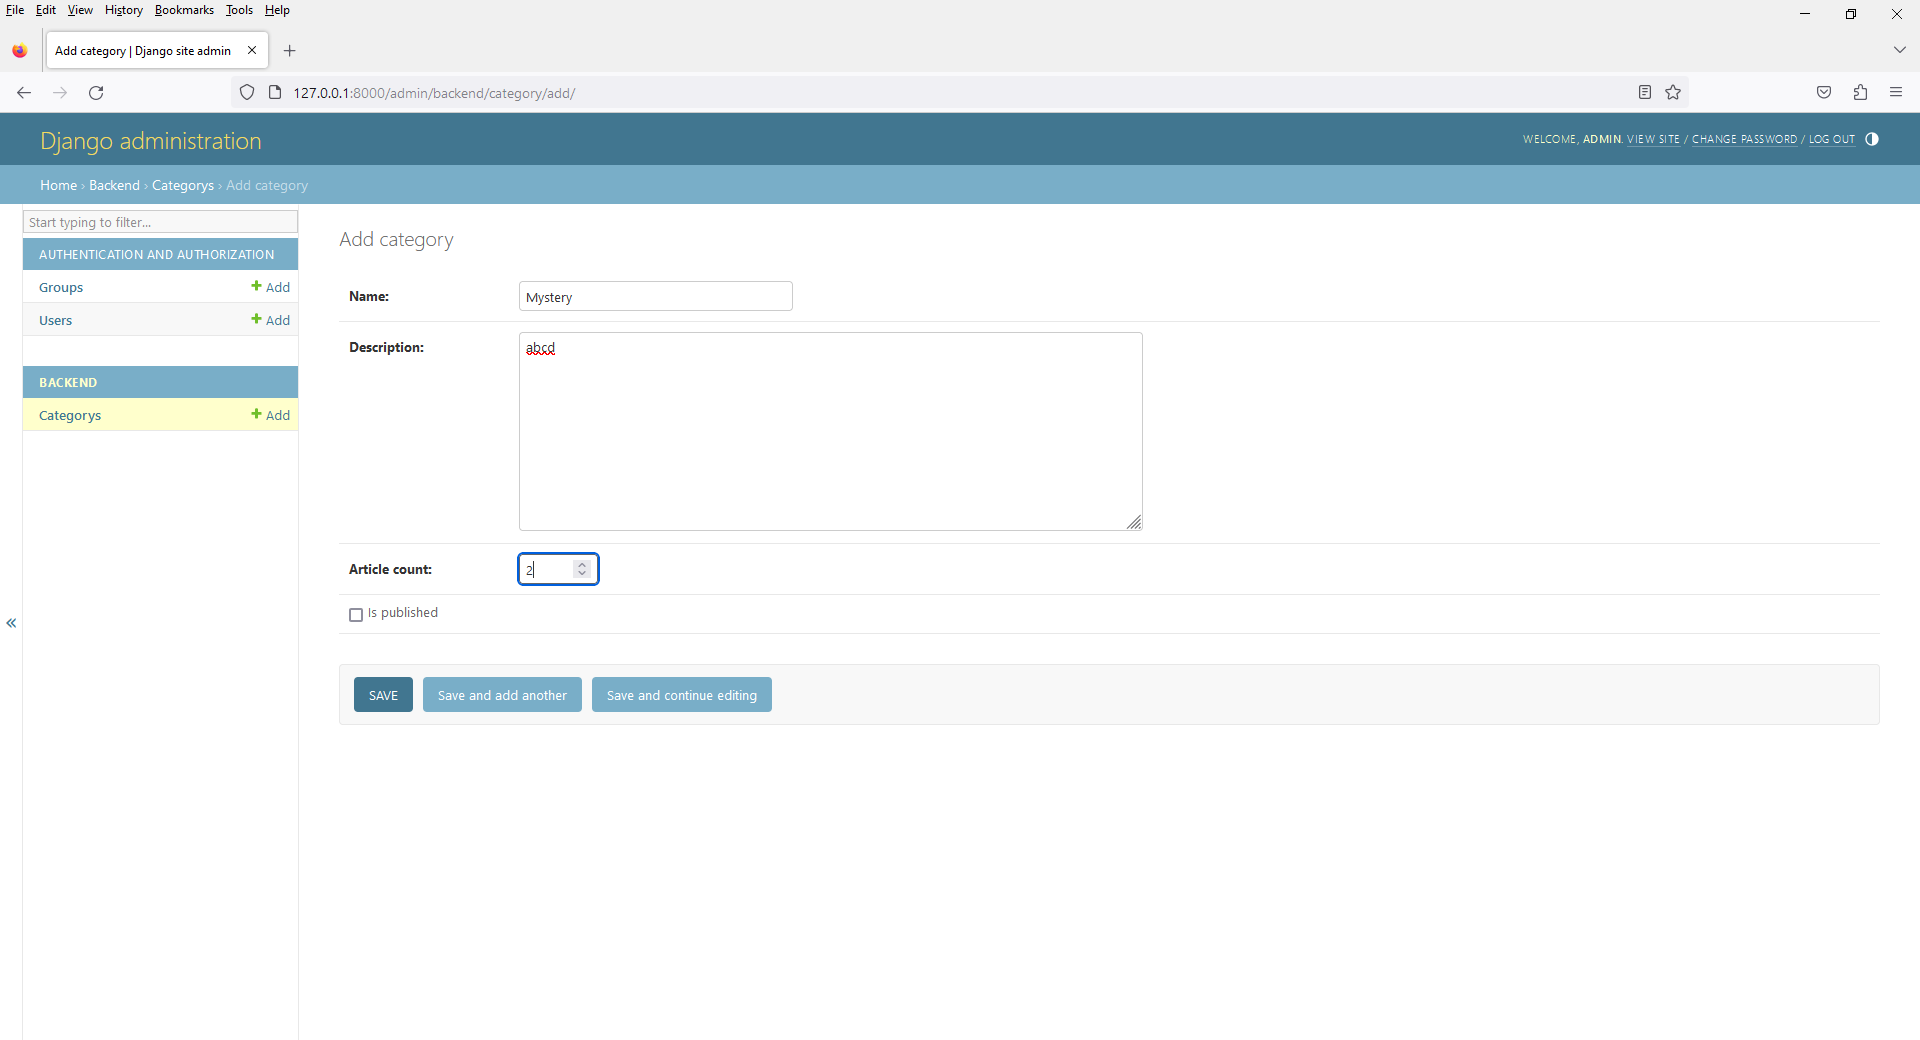 File Edit View History Bookmarks Tools Help
Add category | Django site admin
127.0.0.1:8000/admin/backend/category/add/
Django administration
WELCOME, ADMIN. VIEW SITE / CHANGE PASSWORD / LOG OUT
Home › Backend › Categorys › Add category
Start typing to filter...
AUTHENTICATION AND AUTHORIZATION
Groups Add
Users Add
BACKEND
Categorys Add
Add category
Name: Mystery
Description: abcd
Article count: 2
Is published
SAVE Save and add another Save and continue editing